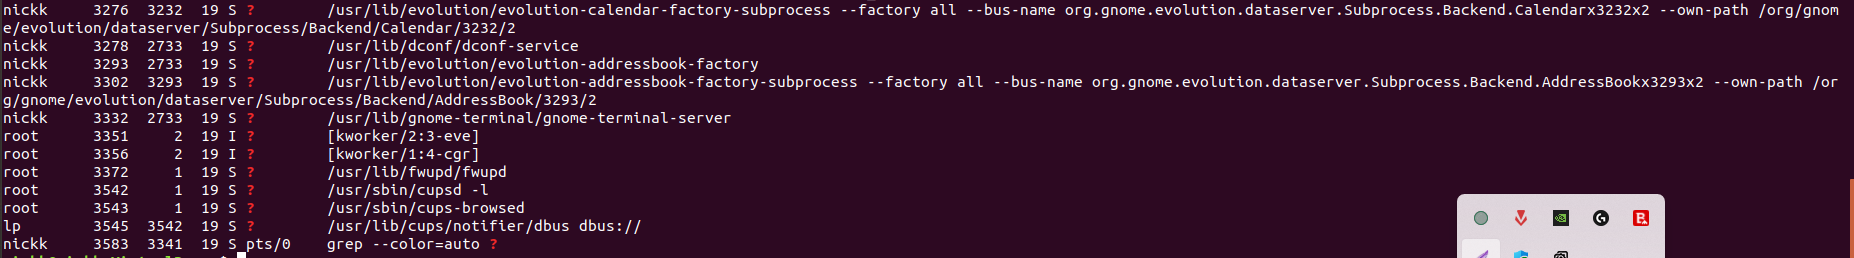 nickk 3276 3232 19 S ? /usr/lib/evolution/evolution-calendar-factory-subprocess --factory all --bus-name org.gnome.evolution.dataserver.Subprocess.Backend.Calendarx3232x2 --own-path /org/gnom
e/evolution/dataserver/Subprocess/Backend/Calendar/3232/2
nickk 3278 2733 19 S ? /usr/lib/dconf/dconf-service
nickk 3293 2733 19 S ? /usr/lib/evolution/evolution-addressbook-factory
nickk 3302 3293 19 S ? /usr/lib/evolution/evolution-addressbook-factory-subprocess --factory all --bus-name org.gnome.evolution.dataserver.Subprocess.Backend.AddressBookx3293x2 --own-path /or
g/gnome/evolution/dataserver/Subprocess/Backend/AddressBook/3293/2
nickk 3332 2733 19 S ? /usr/lib/gnome-terminal/gnome-terminal-server
root 3351 2 19 I ? [kworker/2:3-eve]
root 3356 2 19 I ? [kworker/1:4-cgr]
root 3372 1 19 S ? /usr/lib/fwupd/fwupd
root 3542 1 19 S ? /usr/sbin/cupsd -l
root 3543 1 19 S ? /usr/sbin/cups-browsed
lp 3545 3542 19 S ? /usr/lib/cups/notifier/dbus dbus://
nickk 3583 3341 19 S pts/0 grep --color=auto ?